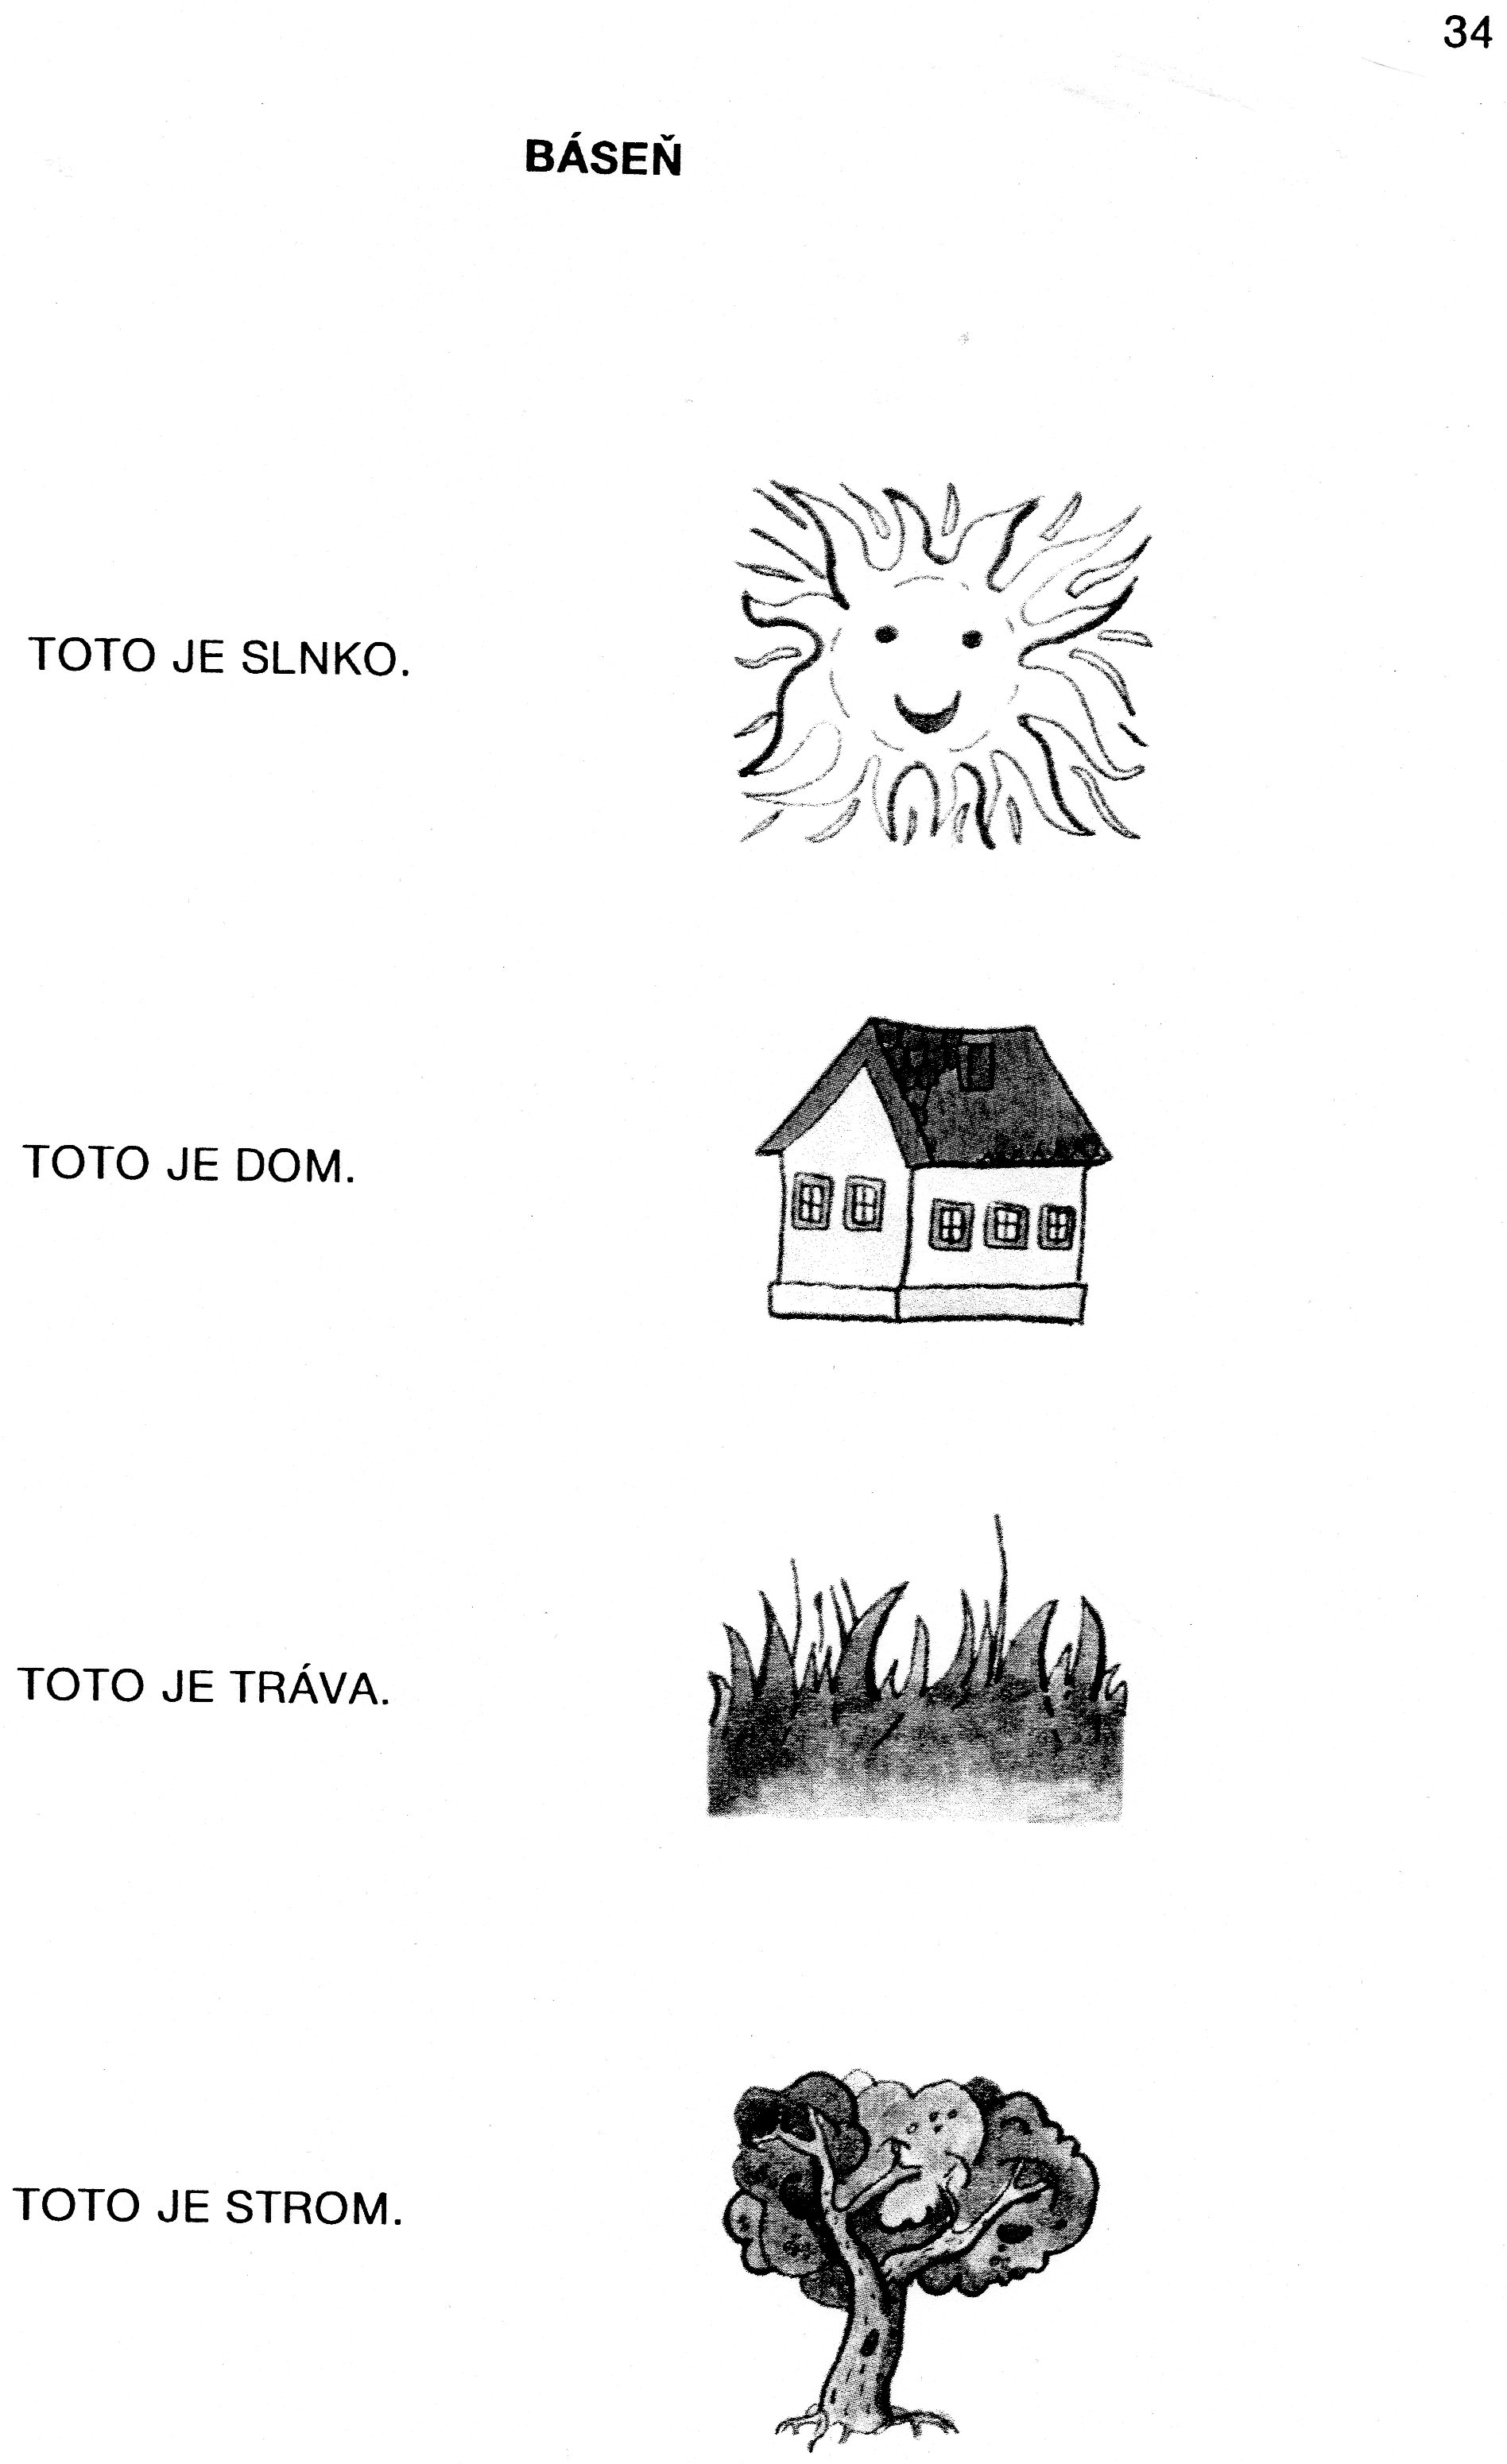 34
BÁSEŇ
TOTO JE SLNKO.
TOTO JE DOM.
TOTO JE TRÁVA.
TOTO JE STROM.